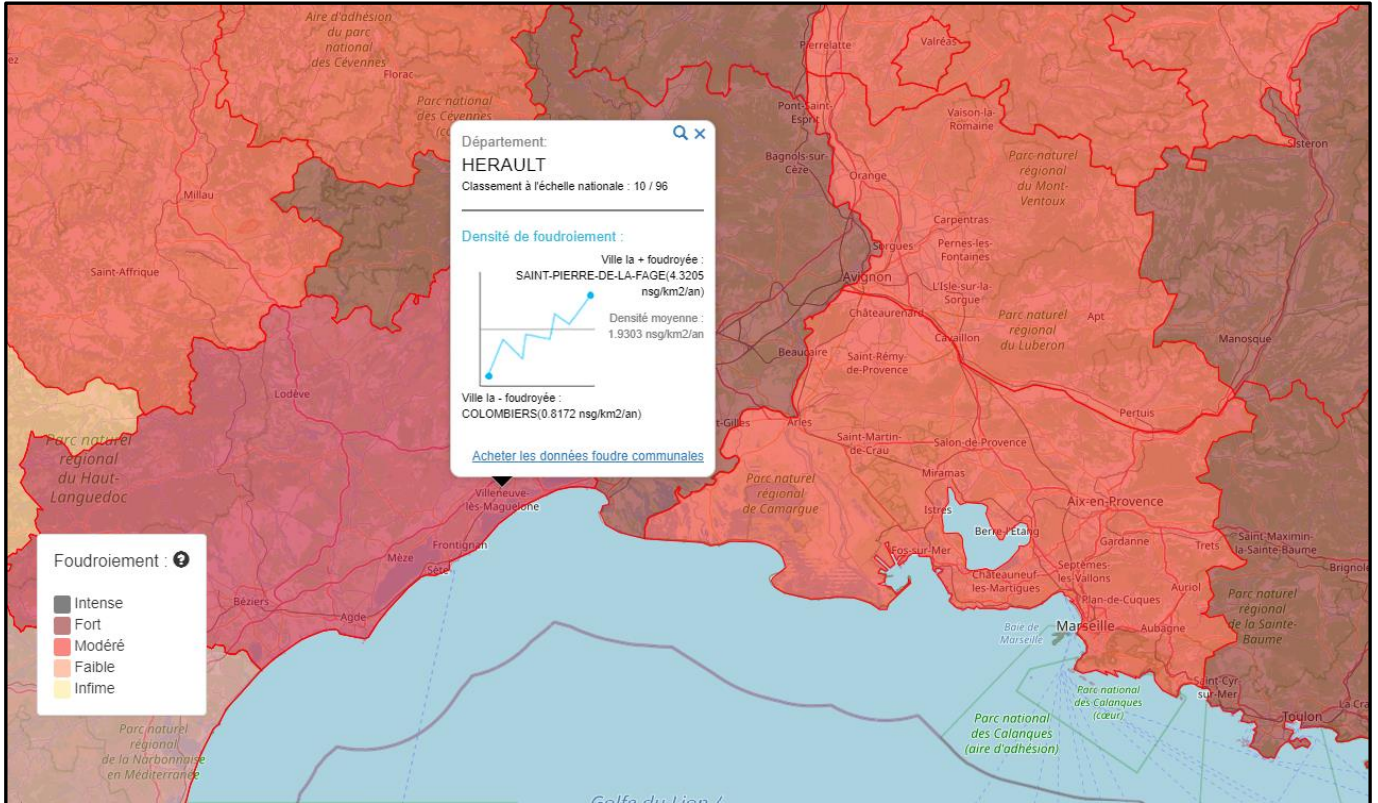 Aire d'adhésion
du parc
national
des Cévennes
Florac
Parc national
des Cévennes
Pierrelatte
Valréas
Pont-Saint-
Esprit
Vaison-la-
Romaine
Sisteron
Bagnols-sur-
Cèze
Orange
Parc naturel
régional
du Mont-
Ventoux
Millau
Carpentras
Sorgues
Pernes-les-
Fontaines
Saint-Affrique
Avignon
L'Isle-sur-la-
Sorgue
Châteaurenard
Parc naturel
régional
du Luberon
Apt
Cavaillon
Manosque
Beaucaire
Saint-Rémy-
de-Provence
Lodève
Pertuis
Arles
Saint-Martin-
de-Crau
Salon-de-Provence
Parc naturel
régional
du Haut-
Languedoc
Miramas
Parc naturel
régional
de Camargue
Istres
Aix-en-Provence
Villeneuve-
lès-Maguelone
Berre-l'Étang
Gardanne
Trets
Saint-Maximin-
la-Sainte-Baume
Frontignan
Mèze
Sète
Fos-sur-Mer
Châteauneuf-
les-Martigues
Septèmes-
les-Vallons
Auriol
Brignole
Béziers
Agde
Plan-de-Cuques
Parc naturel
régional
de la Sainte-
Baume
Baie de
Marseille
Marseille
Aubagne
Saint-Cyr-
sur-Mer
Parc national
des Calanques
(cœur)
Toulon
La Cra
Parc national
des Calanques
(aire d'adhésion)
Parc naturel
régional
de la Narbonnaise
en Méditerranée
Golfe du Lion /
Département:
HERAULT
Classement à l'échelle nationale : 10 / 96
Densité de foudroiement :
Ville la + foudroyée :
SAINT-PIERRE-DE-LA-FAGE(4.3205
nsg/km2/an)
Densité moyenne :
1.9303 nsg/km2/an
Ville la - foudroyée :
COLOMBIERS(0.8172 nsg/km2/an)
Acheter les données foudre communales
Foudroiement : ?
Intense
Fort
Modéré
Faible
Infime